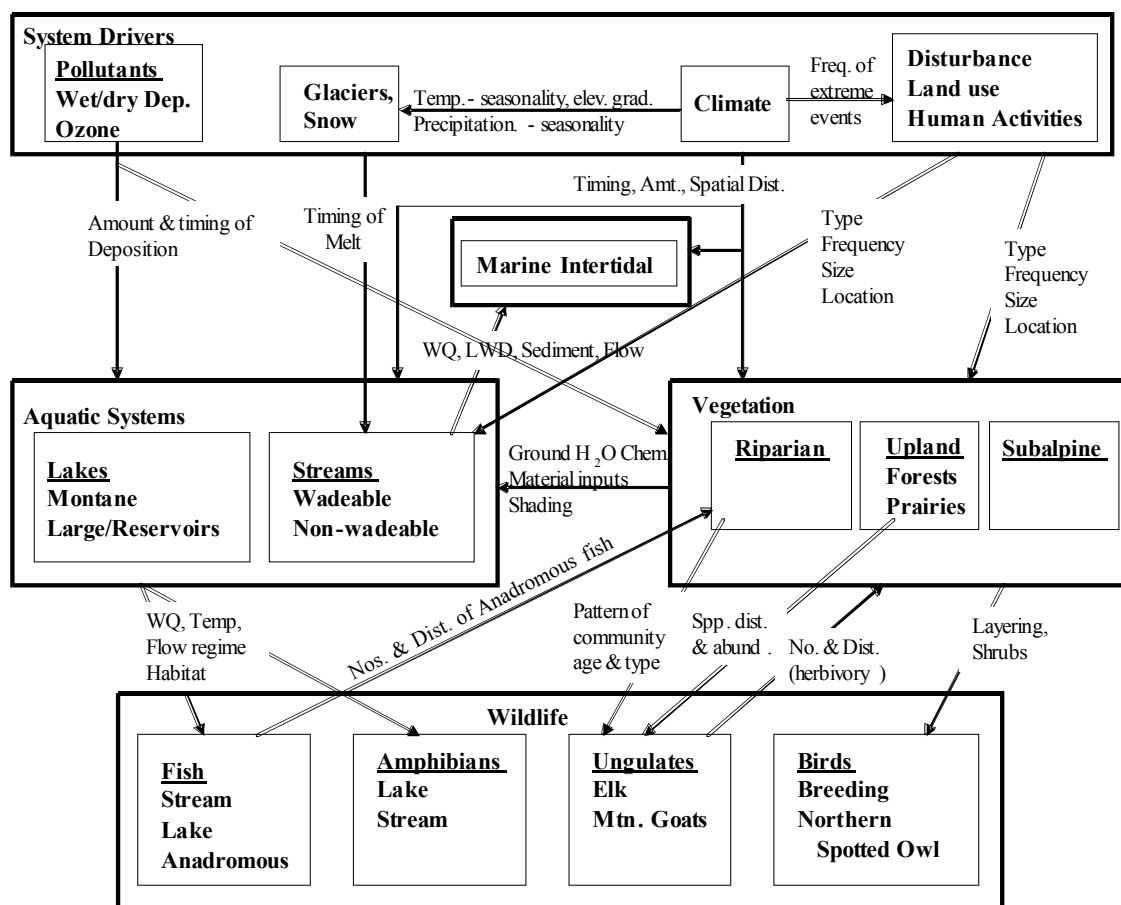 System Drivers
Pollutants
Wet/dry Dep.
Ozone
Glaciers,
Snow
Temp.- seasonality, elev. grad.
Precipitation. - seasonality
Climate
Freq. of
extreme
events
Disturbance
Land use
Human Activities
Amount & timing of
Deposition
Timing of
Melt
Timing, Amt., Spatial Dist.
Marine Intertidal
Type
Frequency
Size
Location
Type
Frequency
Size
Location
WQ, LWD, Sediment, Flow
Aquatic Systems
Lakes
Montane
Large/Reservoirs
Streams
Wadeable
Non-wadeable
Ground H2O Chem.
Material inputs
Shading
Vegetation
Riparian
Upland
Forests
Prairies
Subalpine
WQ, Temp,
Flow regime
Habitat
Nos. & Dist. of Anadromous fish
Pattern of
community
age & type
Spp. dist.
& abund .
No. & Dist.
(herbivory )
Layering,
Shrubs
Wildlife
Fish
Stream
Lake
Anadromous
Amphibians
Lake
Stream
Ungulates
Elk
Mtn. Goats
Birds
Breeding
Northern
Spotted Owl